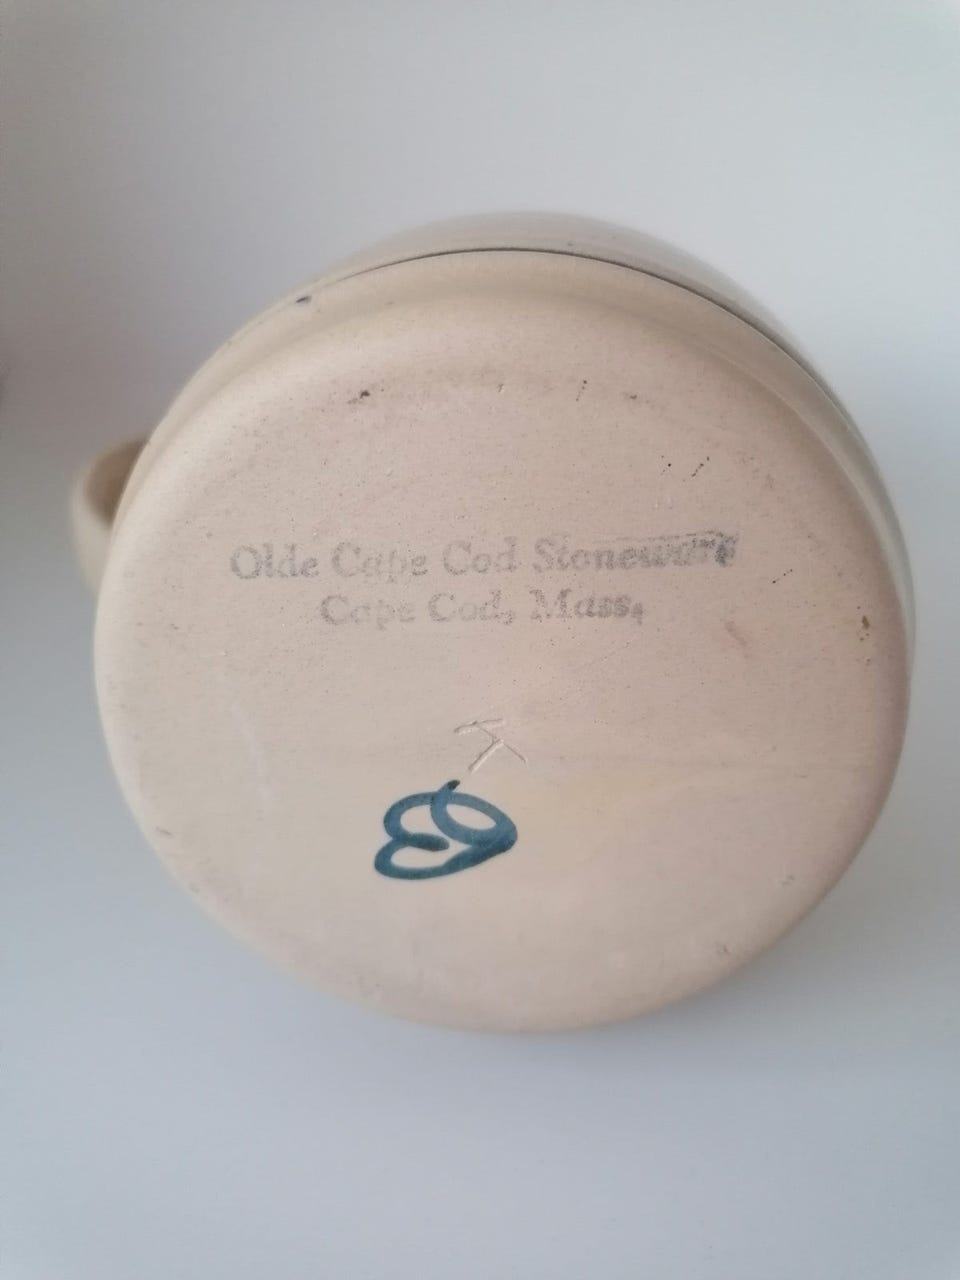 Olde Cape Cod Stoneware
Cape Cod, Mass.
K